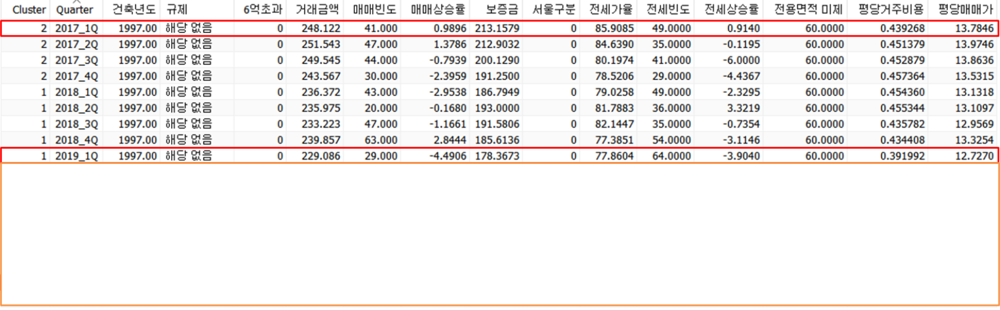 Cluster Quarter 건축년도 규제 6억초과 거래금액 매매빈도 매매상승률 보증금 서울구분 전세가율 전세빈도 전세상승률 전용면적 미제 평당거주비용 평당매매가
2 2017_1Q 1997.00 해당 없음 0 248.122 41.000 0.9896 213.1579 0 85.9085 49.0000 0.9140 60.0000 0.439268 13.7846
2 2017_2Q 1997.00 해당 없음 0 251.543 47.000 1.3786 212.9032 0 84.6390 35.0000 -0.1195 60.0000 0.451379 13.9746
2 2017_3Q 1997.00 해당 없음 0 249.545 44.000 -0.7939 200.1290 0 80.1974 41.0000 -6.0000 60.0000 0.452879 13.8636
2 2017_4Q 1997.00 해당 없음 0 243.567 30.000 -2.3959 191.2500 0 78.5206 29.0000 -4.4367 60.0000 0.457364 13.5315
1 2018_1Q 1997.00 해당 없음 0 236.372 43.000 -2.9538 186.7949 0 79.0258 49.0000 -2.3295 60.0000 0.454360 13.1318
1 2018_2Q 1997.00 해당 없음 0 235.975 20.000 -0.1680 193.0000 0 81.7883 36.0000 3.3219 60.0000 0.455344 13.1097
1 2018_3Q 1997.00 해당 없음 0 233.223 47.000 -1.1661 191.5806 0 82.1447 35.0000 -0.7354 60.0000 0.435782 12.9569
1 2018_4Q 1997.00 해당 없음 0 239.857 63.000 2.8444 185.6136 0 77.3851 54.0000 -3.1146 60.0000 0.434408 13.3254
1 2019_1Q 1997.00 해당 없음 0 229.086 29.000 -4.4906 178.3673 0 77.8604 64.0000 -3.9040 60.0000 0.391992 12.7270